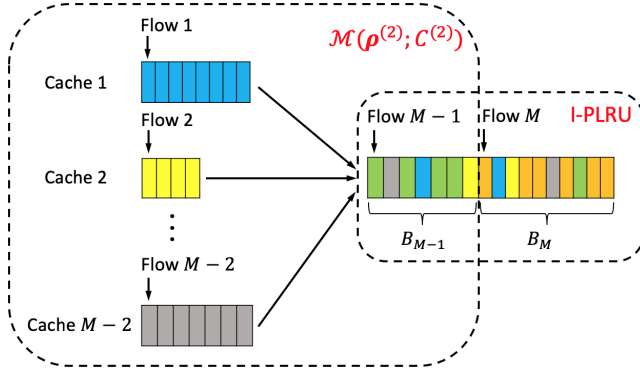 Flow 1
ℳ(𝝆⁽²⁾; C⁽²⁾)
Cache 1
Flow 2
Flow M − 1
Flow M
I-PLRU
Cache 2
⋮
B_{M−1}
B_M
Flow M − 2
Cache M − 2